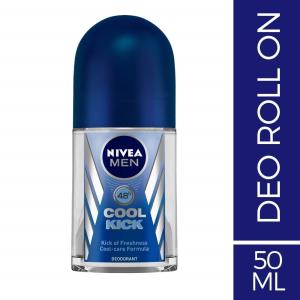 NIVEA
MEN
48h
COOL
KICK
Kick of Freshness
Cool-care Formula
DEODORANT
DEO ROLL ON
50 ML